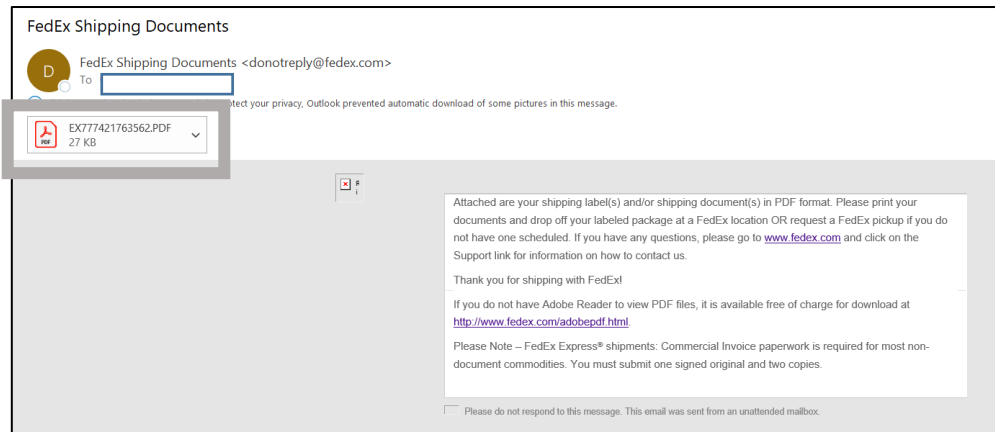 FedEx Shipping Documents
D
FedEx Shipping Documents <donotreply@fedex.com>
To
your privacy, Outlook prevented automatic download of some pictures in this message.
EX777421763562.PDF
PDF
27 KB
Attached are your shipping label(s) and/or shipping document(s) in PDF format. Please print your
documents and drop off your labeled package at a FedEx location OR request a FedEx pickup if you do
not have one scheduled. If you have any questions, please go to www.fedex.com and click on the
Support link for information on how to contact us.
Thank you for shipping with FedEx!
If you do not have Adobe Reader to view PDF files, it is available free of charge for download at
http://www.fedex.com/adobepdf.html.
Please Note – FedEx Express® shipments: Commercial Invoice paperwork is required for most non-
document commodities. You must submit one signed original and two copies.
Please do not respond to this message. This email was sent from an unattended mailbox.